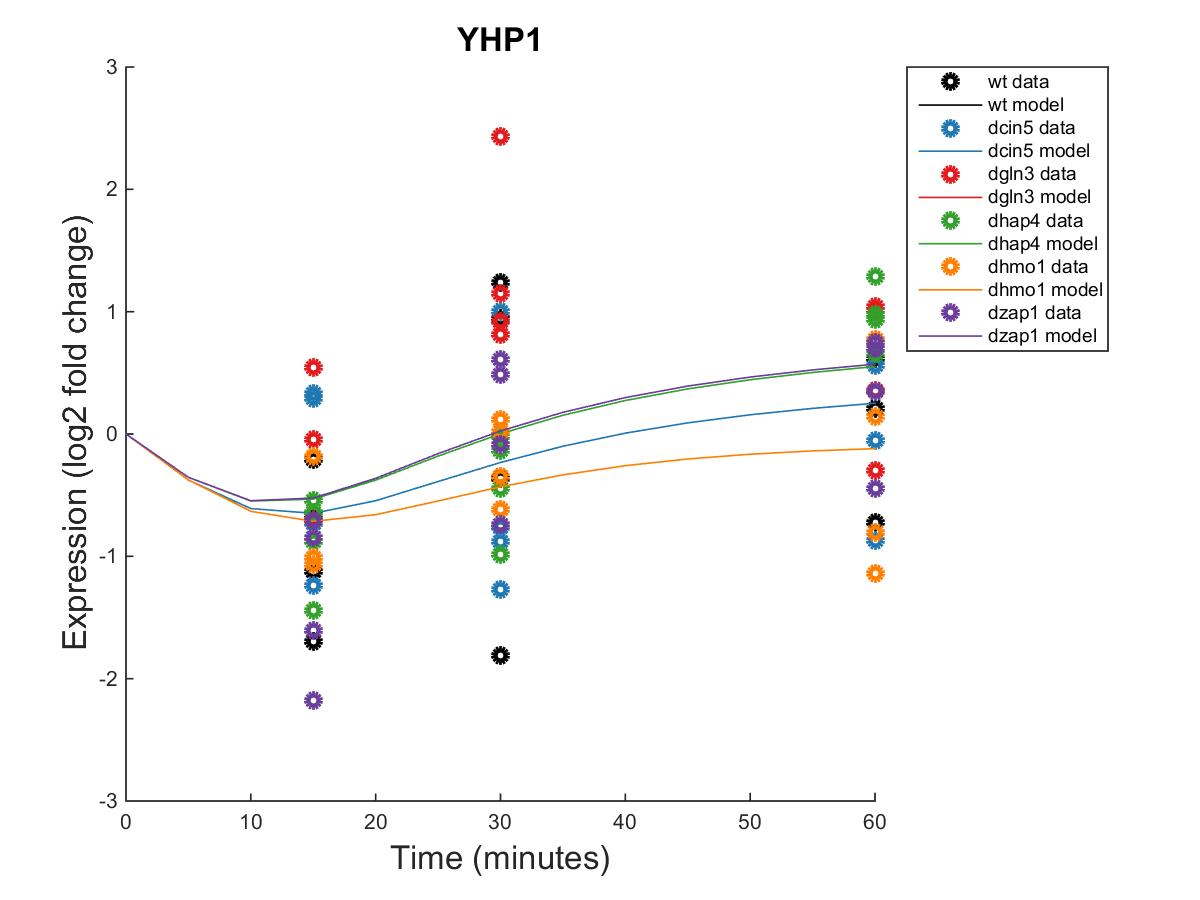 YHP1
Expression (log2 fold change)
3
2
1
0
-1
-2
-3
0 10 20 30 40 50 60
Time (minutes)
wt data
wt model
dcin5 data
dcin5 model
dgln3 data
dgln3 model
dhap4 data
dhap4 model
dhmo1 data
dhmo1 model
dzap1 data
dzap1 model